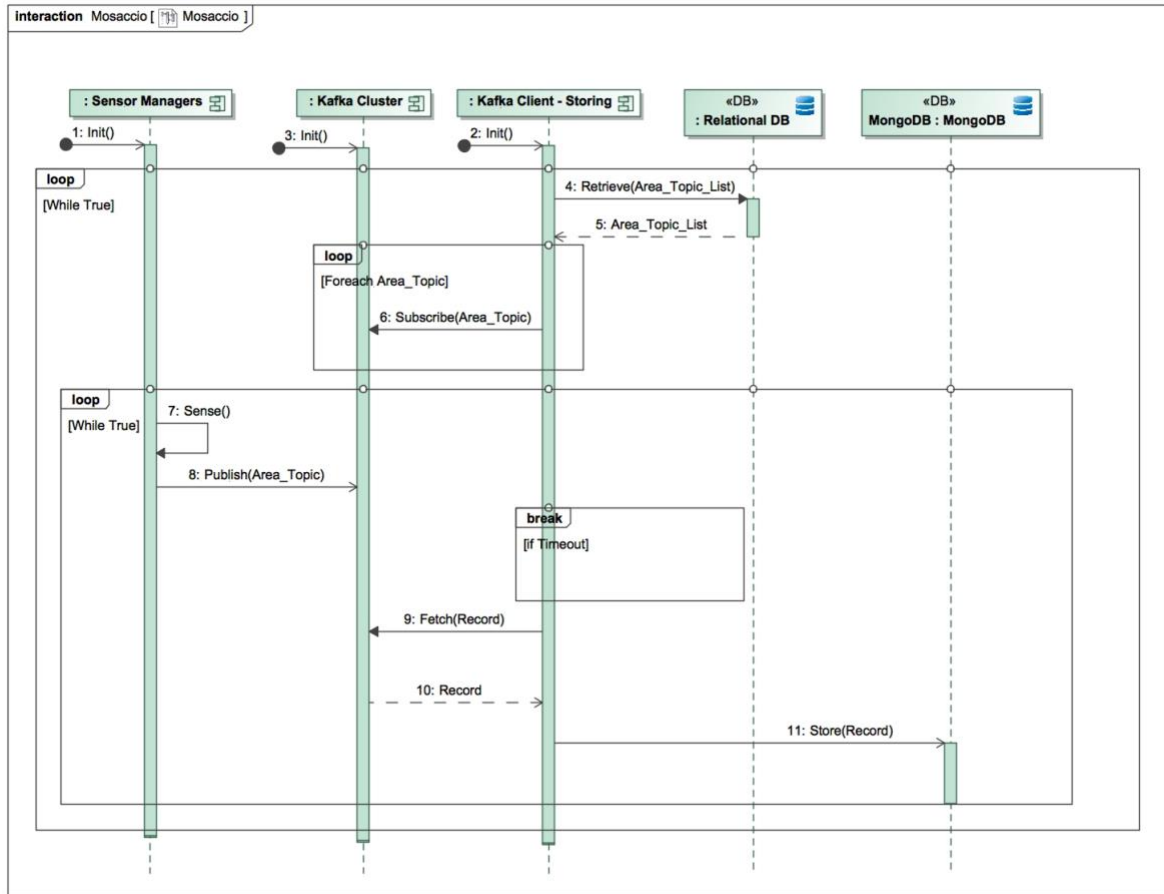 interaction Mosaccio [ Mosaccio ]
: Sensor Managers
: Kafka Cluster
: Kafka Client - Storing
«DB»
: Relational DB
«DB»
MongoDB : MongoDB
1: Init()
3: Init()
2: Init()
loop
[While True]
4: Retrieve(Area_Topic_List)
5: Area_Topic_List
loop
[Foreach Area_Topic]
6: Subscribe(Area_Topic)
loop
[While True]
7: Sense()
8: Publish(Area_Topic)
break
[if Timeout]
9: Fetch(Record)
10: Record
11: Store(Record)